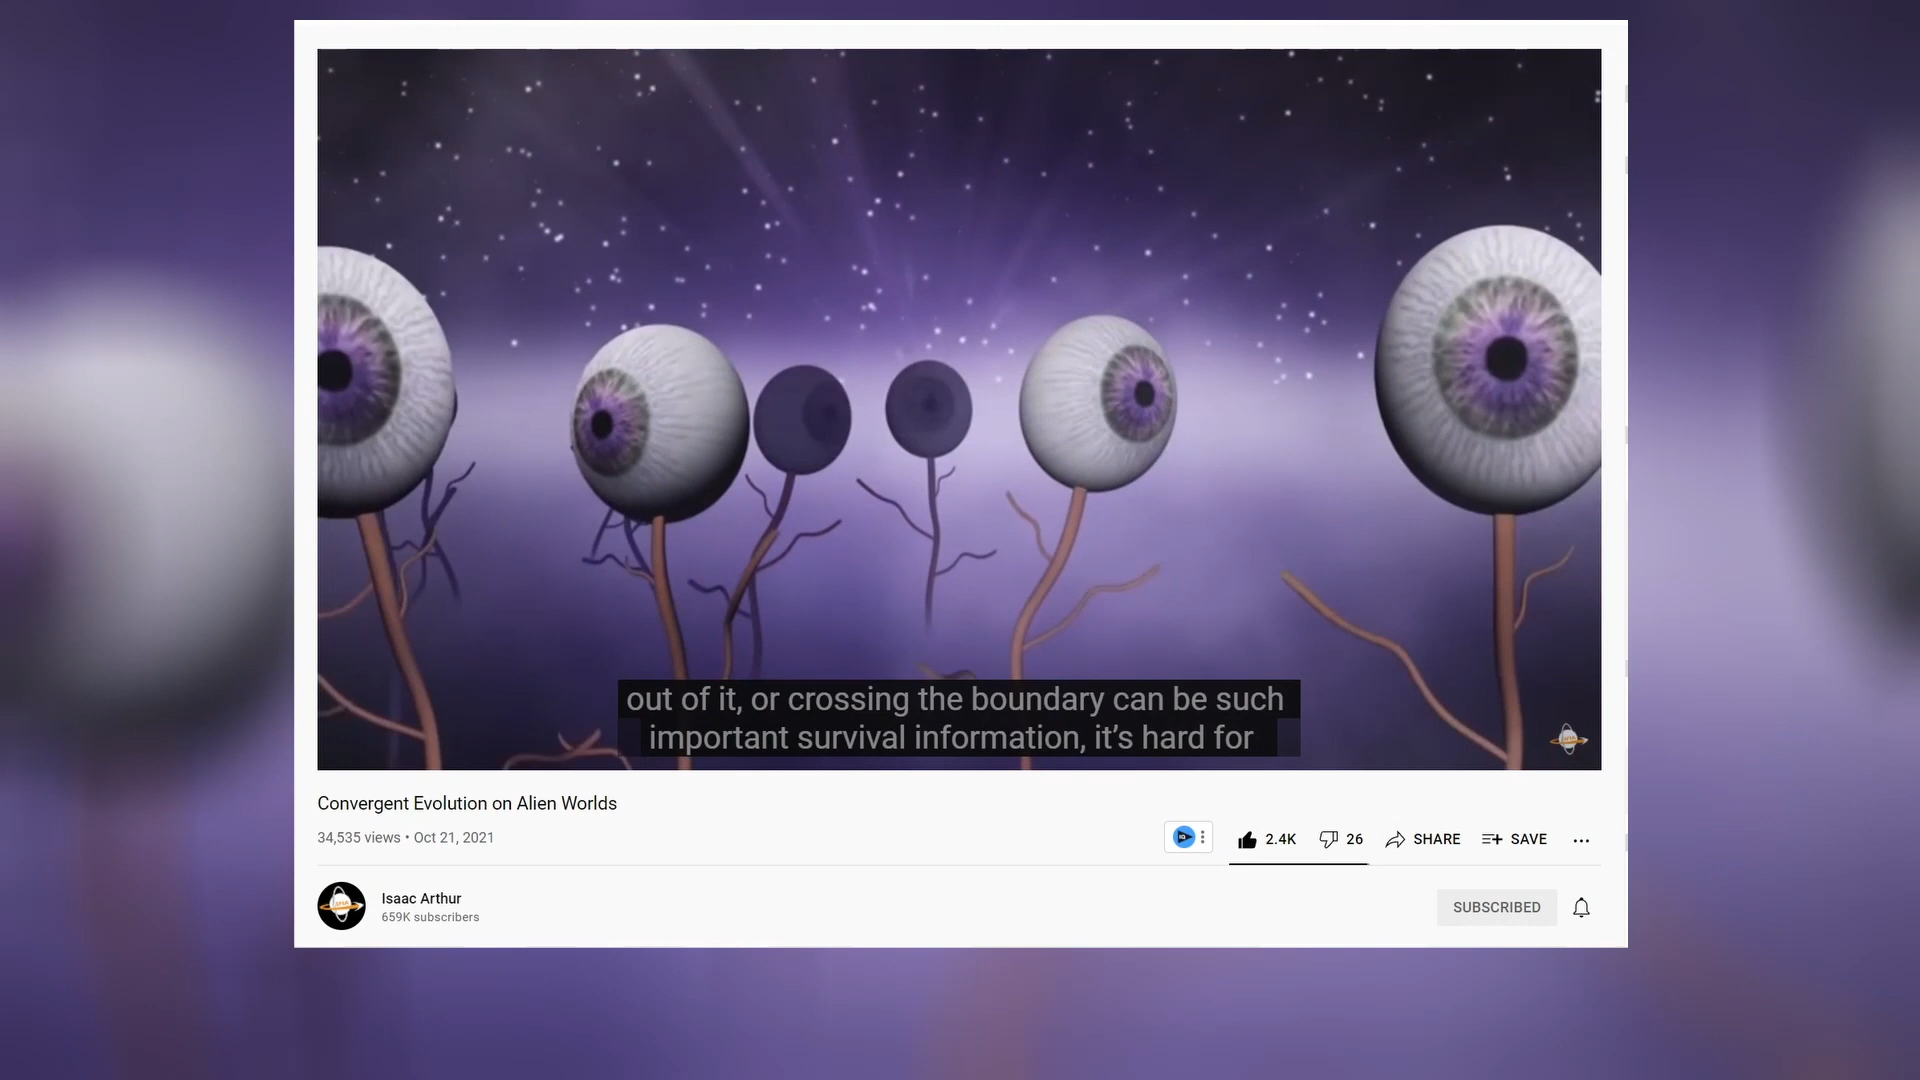 out of it, or crossing the boundary can be such
important survival information, it's hard for
Convergent Evolution on Alien Worlds
34,535 views • Oct 21, 2021
2.4K 26 SHARE SAVE
Isaac Arthur
659K subscribers
SUBSCRIBED